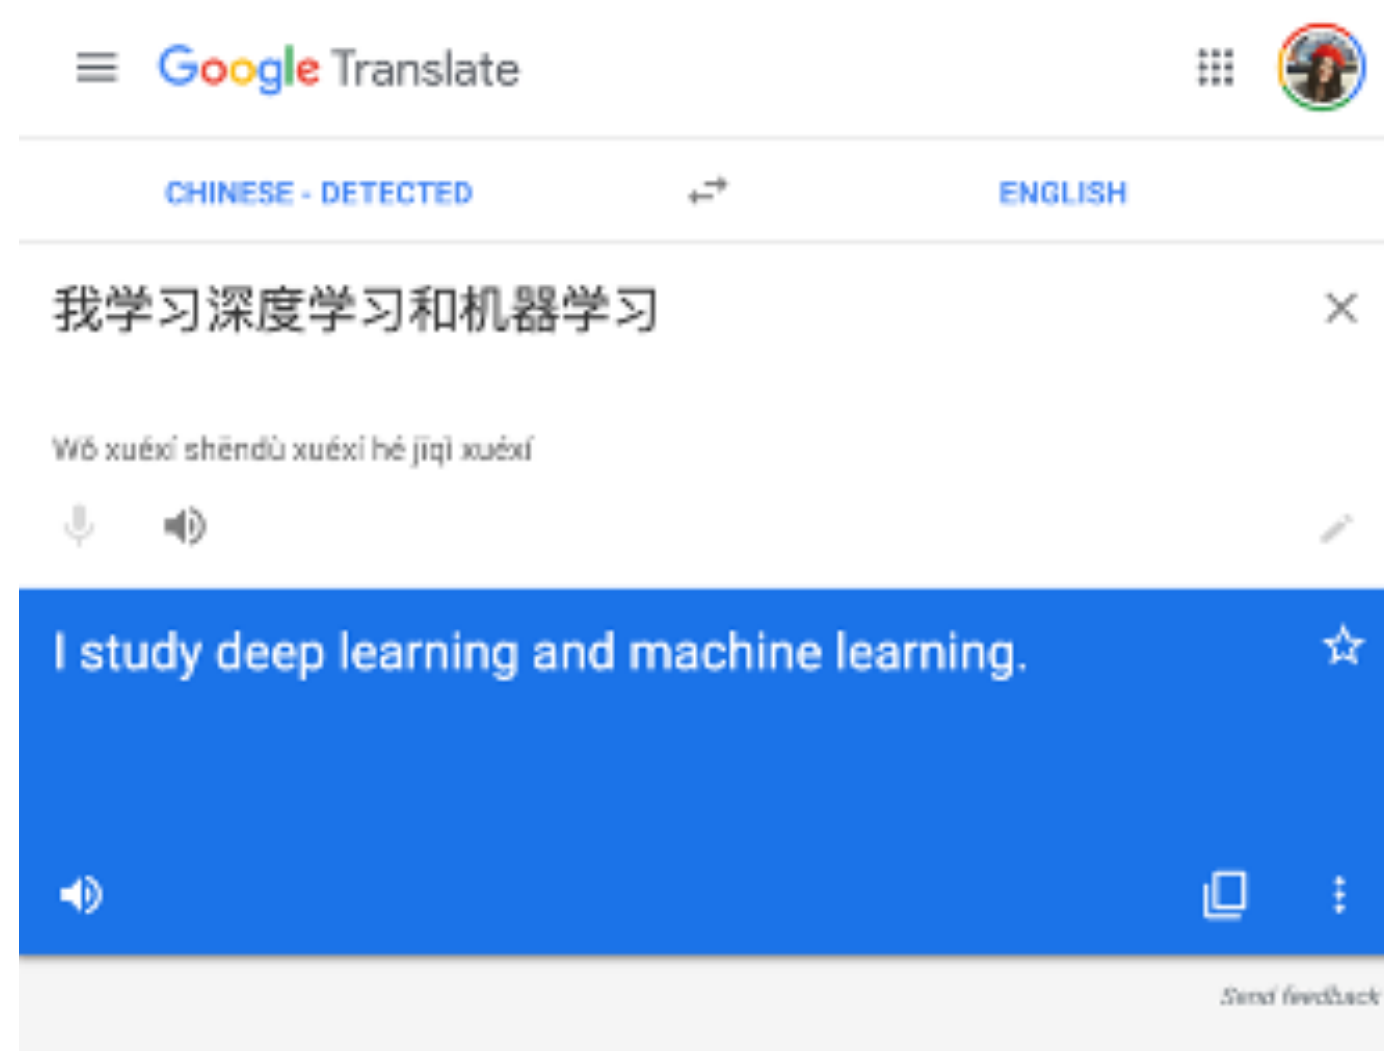 Google Translate
CHINESE - DETECTED
ENGLISH
我学习深度学习和机器学习
Wǒ xuéxí shēndù xuéxí hé jīqì xuéxí
I study deep learning and machine learning.
Send feedback